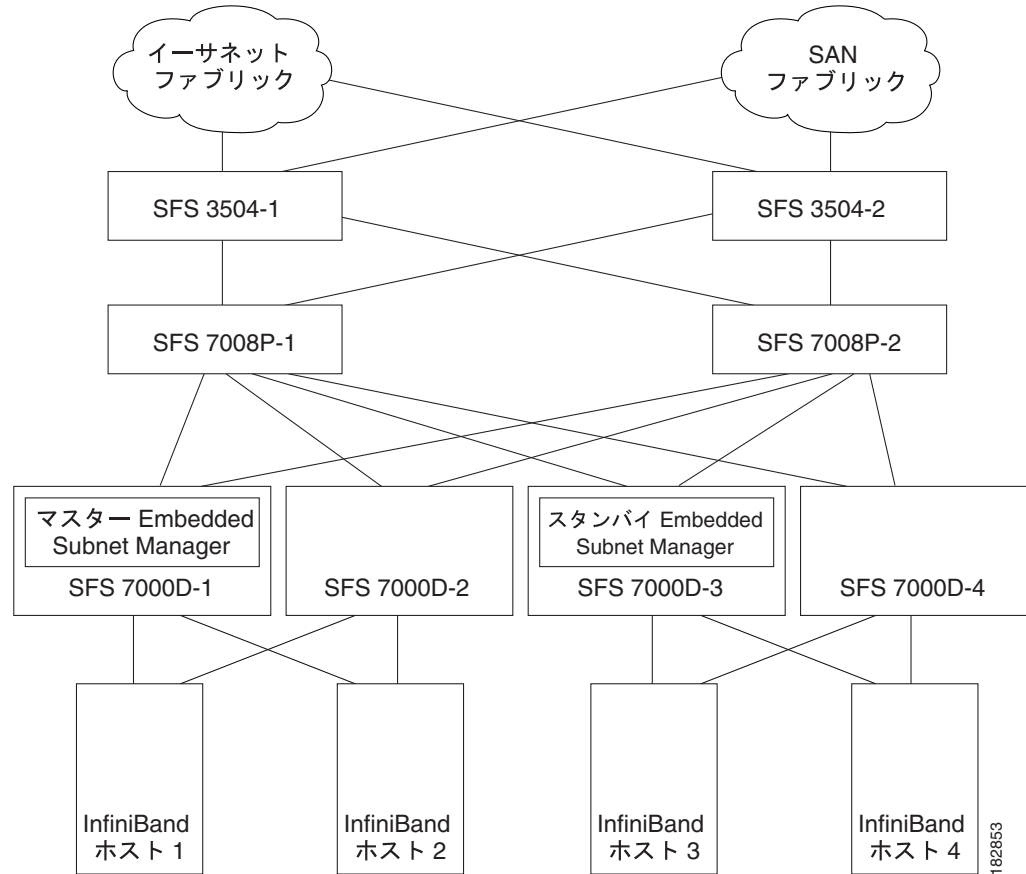 イーサネット
ファブリック
SAN
ファブリック
SFS 3504-1
SFS 3504-2
SFS 7008P-1
SFS 7008P-2
マスター Embedded
Subnet Manager
SFS 7000D-1
SFS 7000D-2
スタンバイ Embedded
Subnet Manager
SFS 7000D-3
SFS 7000D-4
InfiniBand
ホスト 1
InfiniBand
ホスト 2
InfiniBand
ホスト 3
InfiniBand
ホスト 4
182853